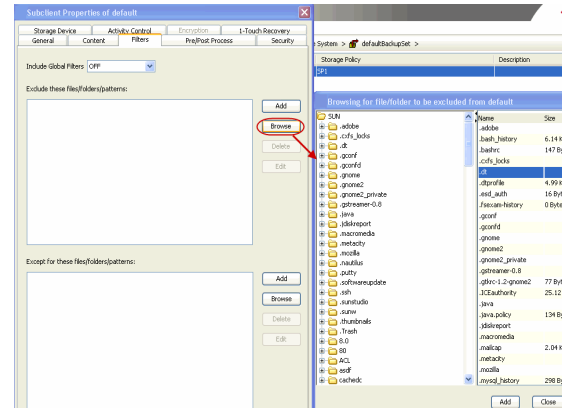 Subclient Properties of default
Storage Device Activity Control Encryption 1-Touch Recovery
General Content Filters Pre/Post Process Security
Include Global Filters OFF
Exclude these files/folders/patterns:
Add
Browse
Delete
Edit
Except for these files/folders/patterns:
Add
Browse
Delete
Edit
System > defaultBackupSet >
Storage Policy Description
SP1
Browsing for file/folder to be excluded from default
SUN
.adobe
.cxfs_locks
.dt
.gconf
.gconfd
.gnome
.gnome2
.gnome2_private
.gstreamer-0.8
.java
.jdiskreport
.macromedia
.metacity
.mozilla
.nautilus
.putty
.softwareupdate
.ssh
.sunstudio
.sunw
.thumbnails
.Trash
8.0
80
ACL
asdf
cachedc
Name Size
.adobe
.bash_history 6.14 K
.bashrc 147 By
.cxfs_locks
.dt
.dtprofile 4.99 K
.esd_auth 16 Byt
.fsexam-history 0 Byte
.gconf
.gconfd
.gnome
.gnome2
.gnome2_private
.gstreamer-0.8
.gtkrc-1.2-gnome2 77 Byt
.ICEauthority 25.12
.java
.java.policy 134 By
.jdiskreport
.macromedia
.mailcap 2.04 K
.metacity
.mozilla
.mysql_history 298 By
Add Close